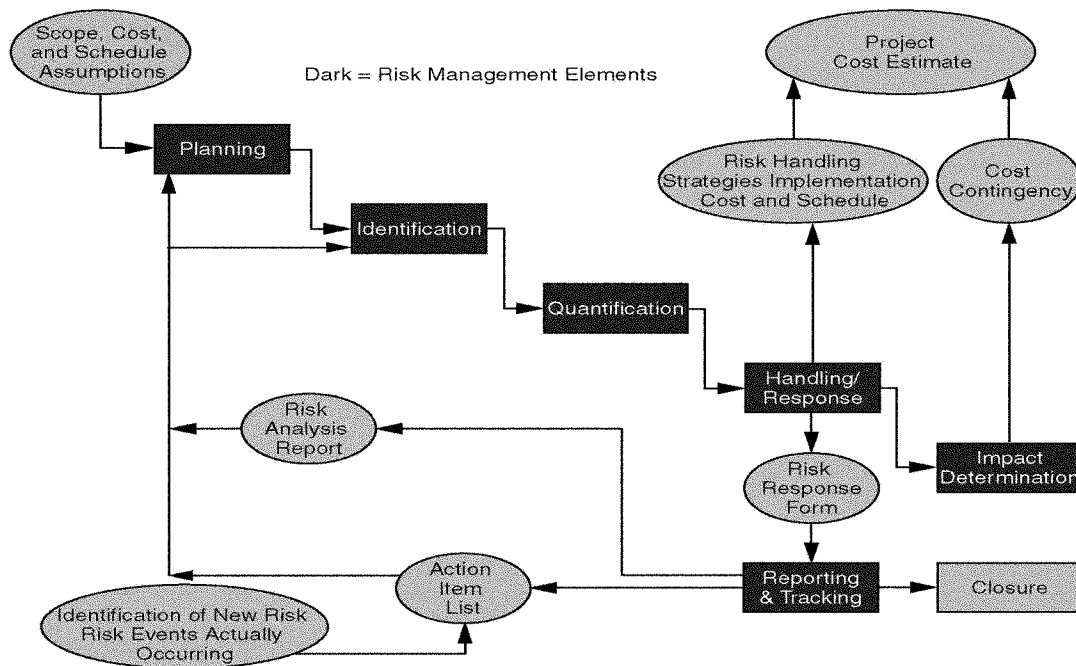 Scope, Cost,
and Schedule
Assumptions
Project
Cost Estimate
Dark = Risk Management Elements
Planning
Risk Handling
Strategies Implementation
Cost and Schedule
Cost
Contingency
Identification
Quantification
Handling/
Response
Risk
Analysis
Report
Impact
Determination
Risk
Response
Form
Action
Item
List
Reporting
& Tracking
Closure
Identification of New Risk
Risk Events Actually
Occurring